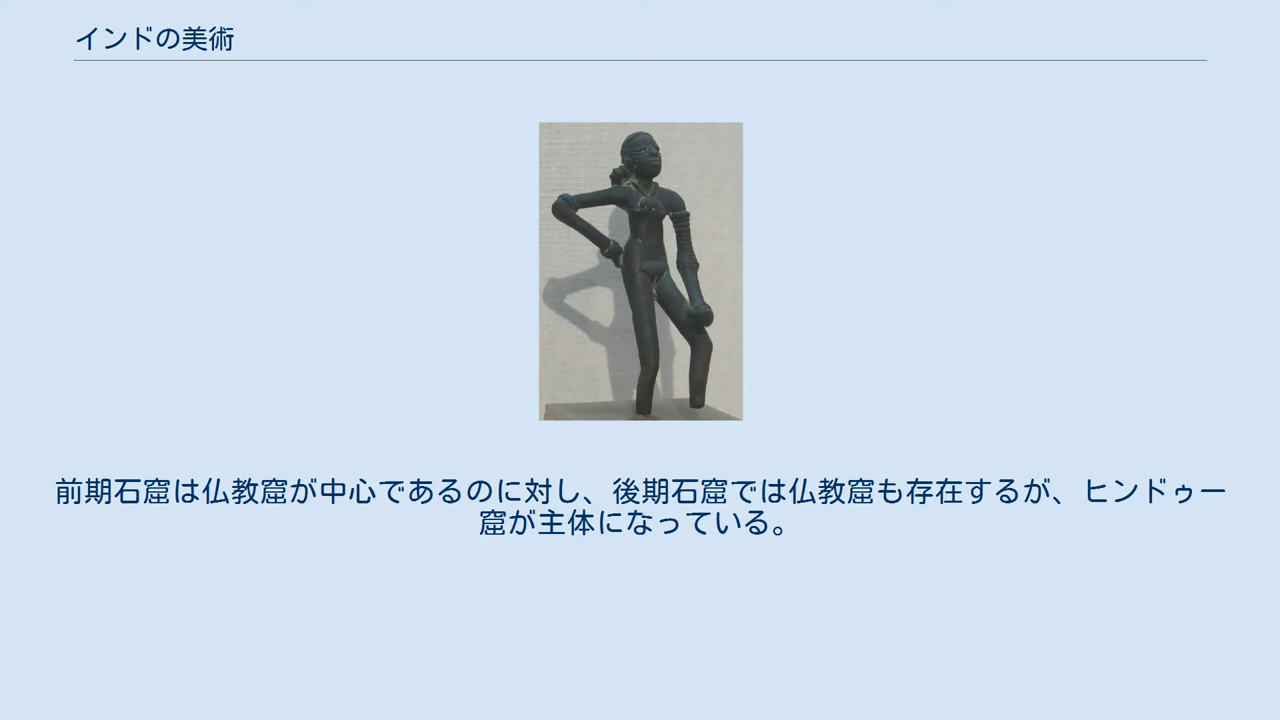 インドの美術
前期石窟は仏教窟が中心であるのに対し、後期石窟では仏教窟も存在するが、ヒンドゥー
窟が主体になっている。